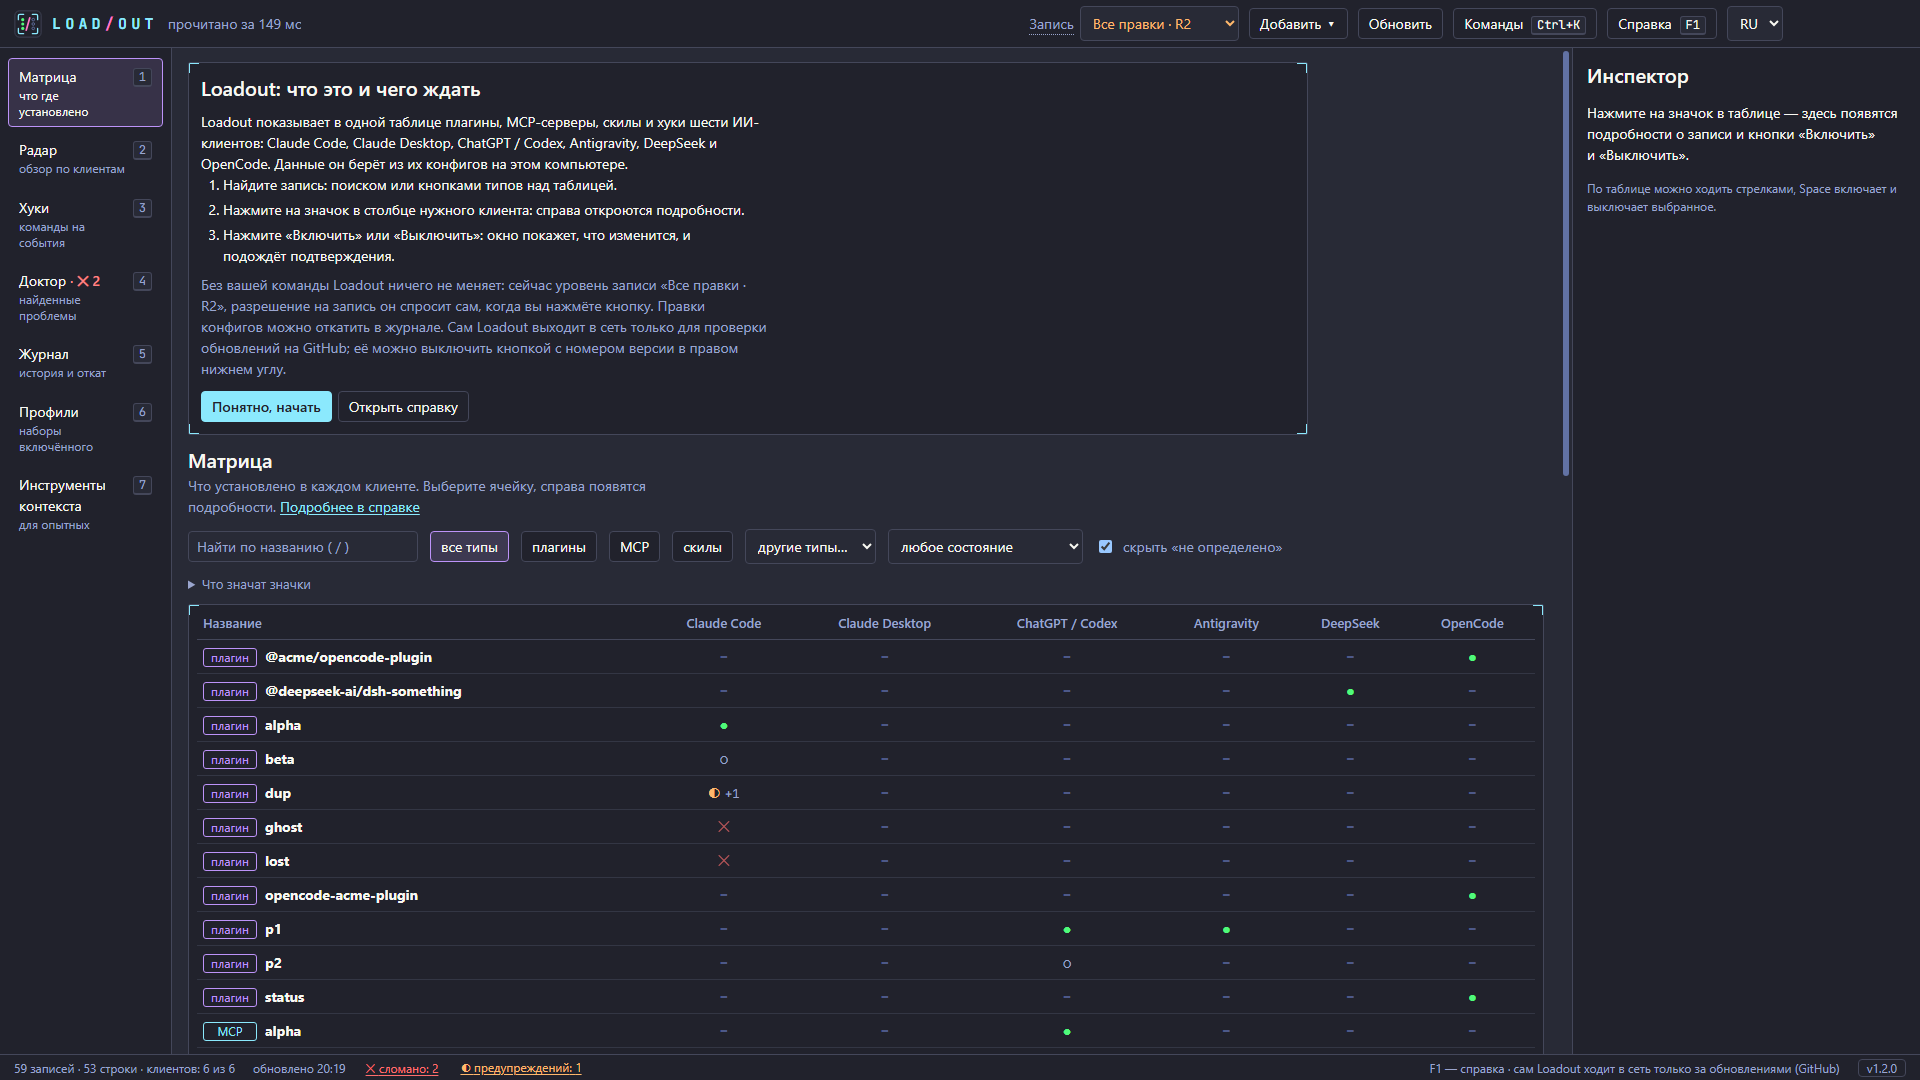 LOAD/OUT прочитано за 149 мс Запись Все правки · R2 Добавить ▾ Обновить Команды Ctrl+K Справка F1 RU
Матрица 1
что где
установлено
Радар 2
обзор по клиентам
Хуки 3
команды на
события
Доктор · ✕ 2 4
найденные
проблемы
Журнал 5
история и откат
Профили 6
наборы
включённого
Инструменты 7
контекста
для опытных
Loadout: что это и чего ждать
Loadout показывает в одной таблице плагины, MCP-серверы, скилы и хуки шести ИИ-
клиентов: Claude Code, Claude Desktop, ChatGPT / Codex, Antigravity, DeepSeek и
OpenCode. Данные он берёт из их конфигов на этом компьютере.
1. Найдите запись: поиском или кнопками типов над таблицей.
2. Нажмите на значок в столбце нужного клиента: справа откроются подробности.
3. Нажмите «Включить» или «Выключить»: окно покажет, что изменится, и
подождёт подтверждения.
Без вашей команды Loadout ничего не меняет: сейчас уровень записи «Все правки ·
R2», разрешение на запись он спросит сам, когда вы нажмёте кнопку. Правки
конфигов можно откатить в журнале. Сам Loadout выходит в сеть только для проверки
обновлений на GitHub; её можно выключить кнопкой с номером версии в правом
нижнем углу.
Понятно, начать Открыть справку
Матрица
Что установлено в каждом клиенте. Выберите ячейку, справа появятся
подробности. Подробнее в справке
Найти по названию ( / ) все типы плагины MCP скилы другие типы... любое состояние скрыть «не определено»
▶ Что значат значки
Название Claude Code Claude Desktop ChatGPT / Codex Antigravity DeepSeek OpenCode
плагин @acme/opencode-plugin – – – – – ●
плагин @deepseek-ai/dsh-something – – – – ● –
плагин alpha ● – – – – –
плагин beta ○ – – – – –
плагин dup ◐ +1 – – – – –
плагин ghost ✕ – – – – –
плагин lost ✕ – – – – –
плагин opencode-acme-plugin – – – – – ●
плагин p1 – – ● ● – –
плагин p2 – – ○ – – –
плагин status – – – – – ●
MCP alpha – – ● – – –
Инспектор
Нажмите на значок в таблице — здесь появятся
подробности о записи и кнопки «Включить»
и «Выключить».
По таблице можно ходить стрелками, Space включает и
выключает выбранное.
59 записей · 53 строки · клиентов: 6 из 6 обновлено 20:19 ✕ сломано: 2 ◐ предупреждений: 1 F1 — справка · сам Loadout ходит в сеть только за обновлениями (GitHub) v1.2.0